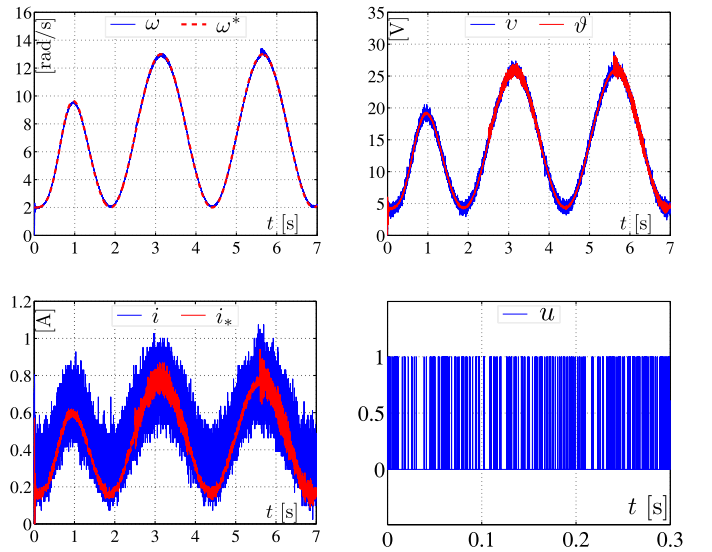 16
14
12
10
8
6
4
2
0
[rad/s]
ω ω*
t [s]
0 1 2 3 4 5 6 7
35
30
25
20
15
10
5
0
[V]
υ ϑ
t [s]
0 1 2 3 4 5 6 7
1.2
1
0.8
0.6
0.4
0.2
0
[A]
i i*
t [s]
0 1 2 3 4 5 6 7
u
1
0.5
0
t [s]
0 0.1 0.2 0.3